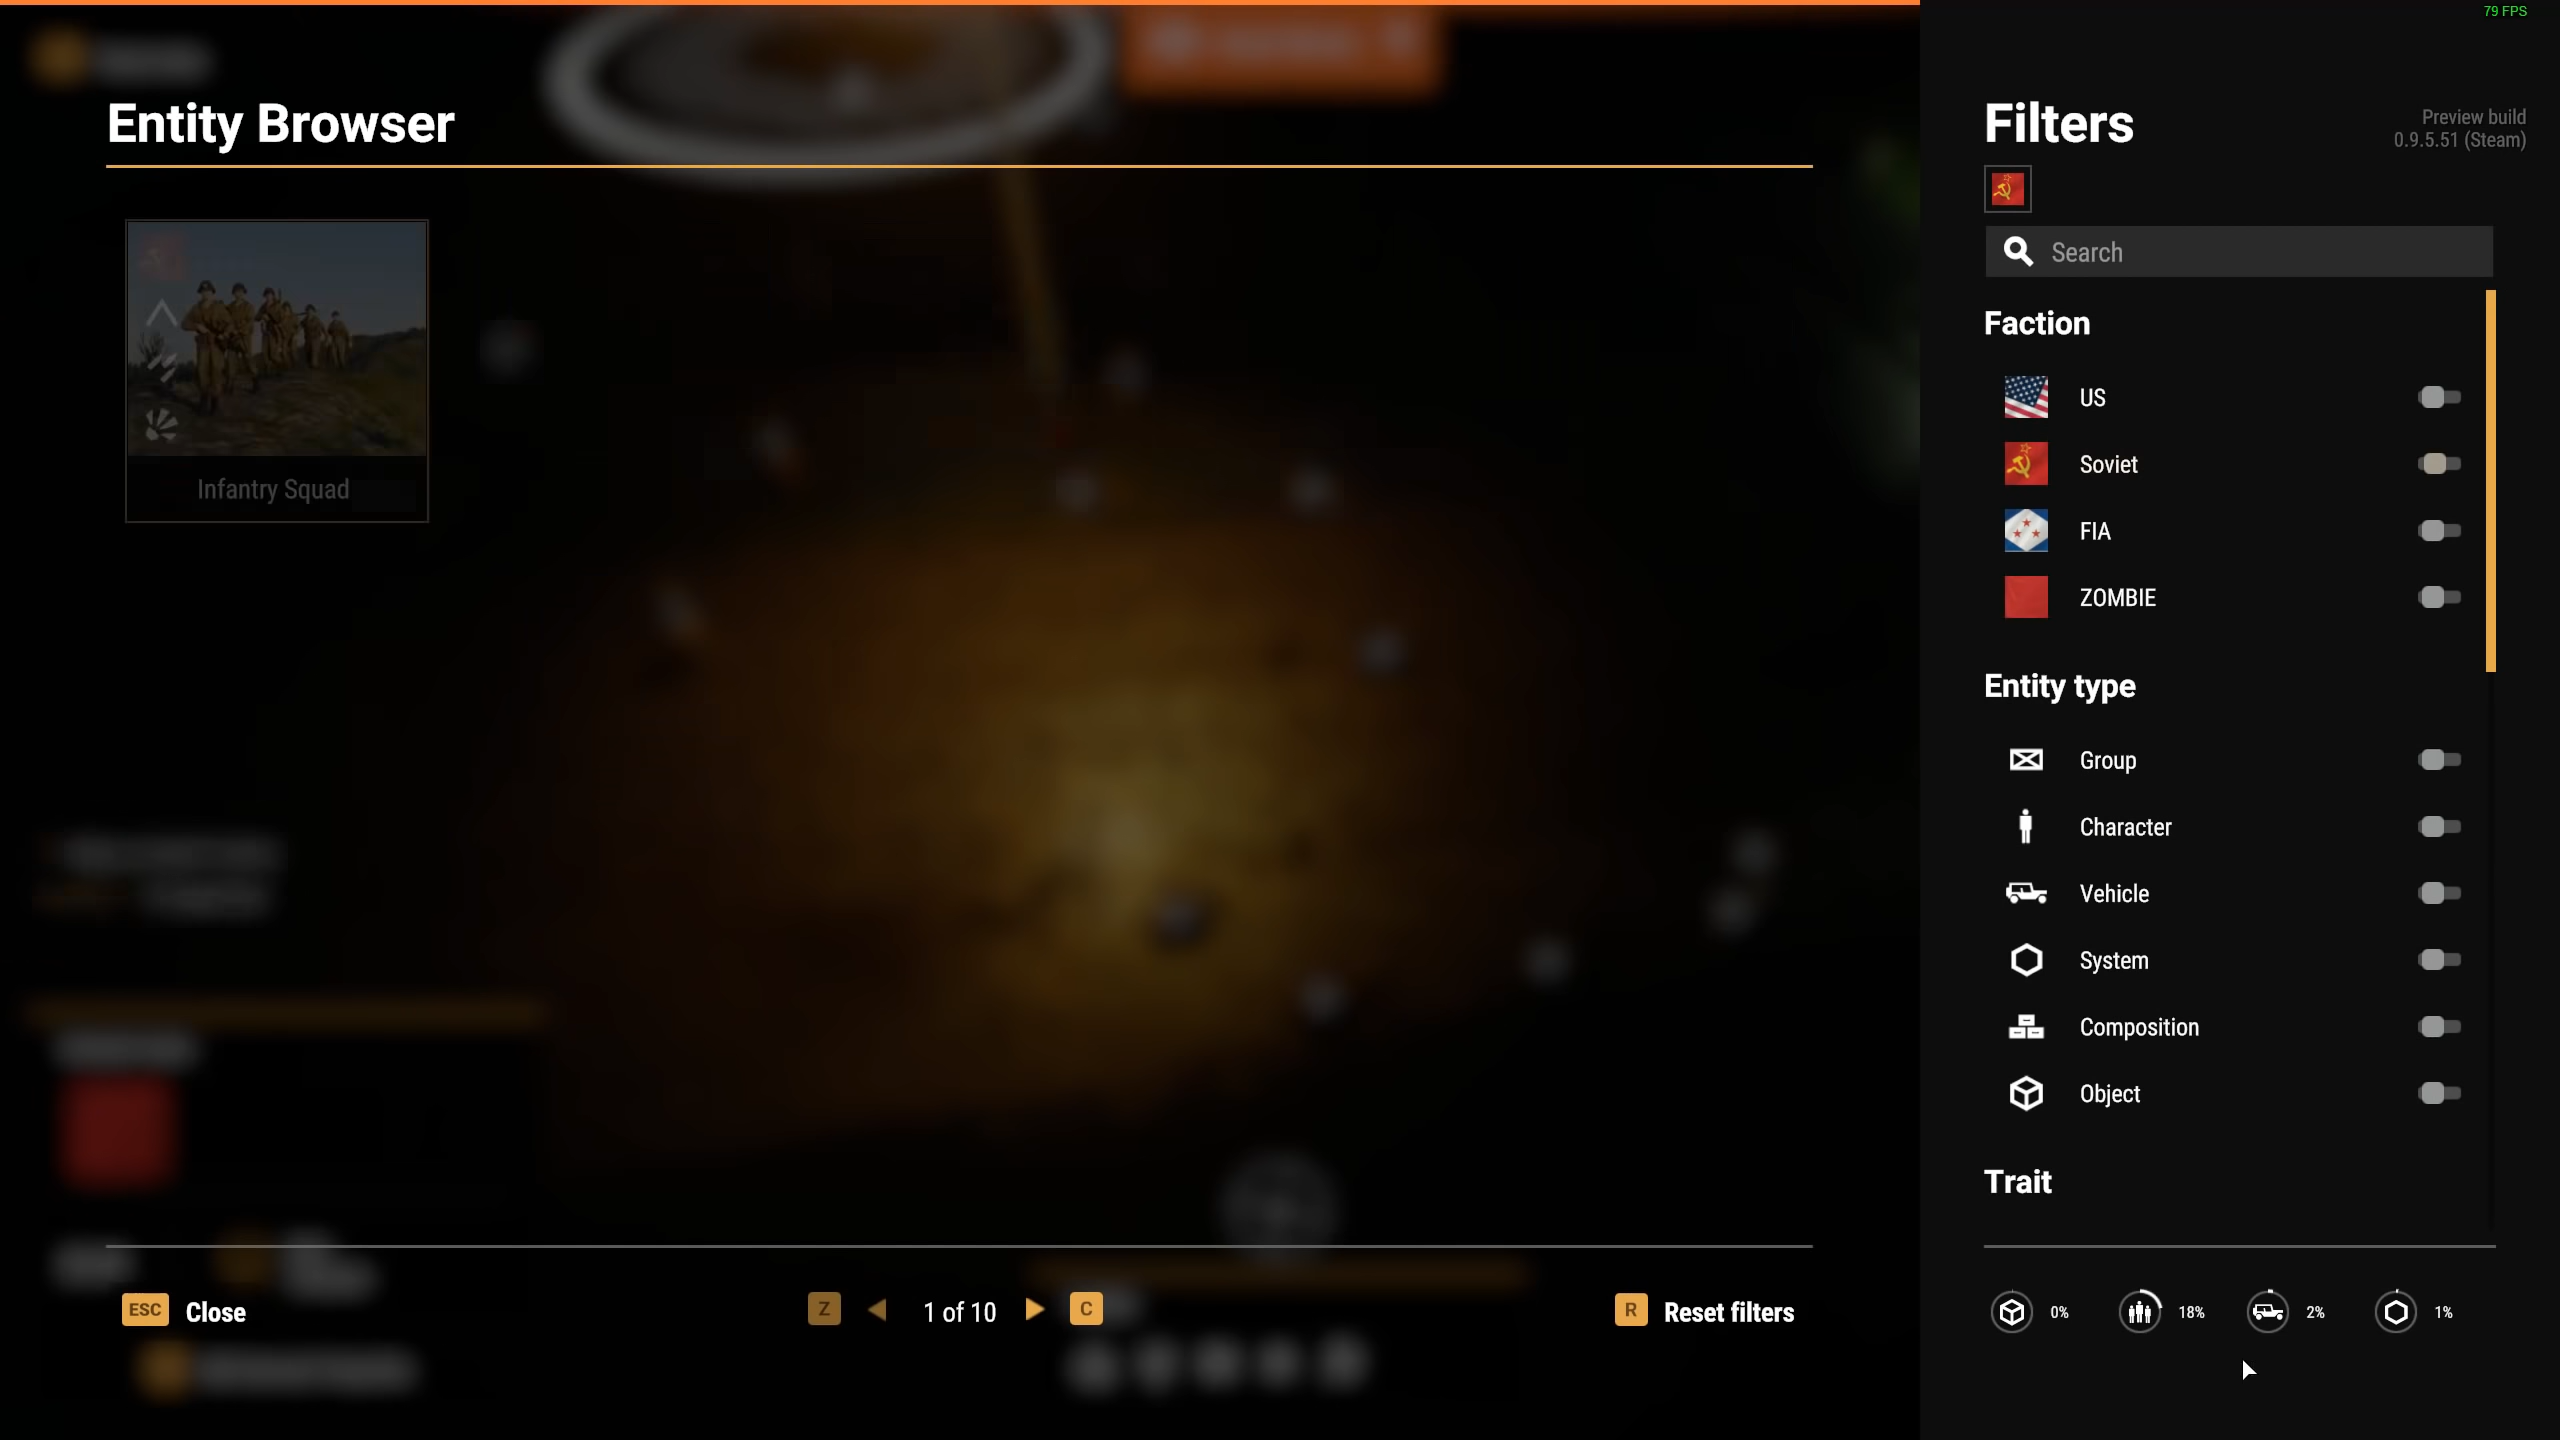 79 FPS
Entity Browser
Infantry Squad
ESC Close
Z 1 of 10 C
R Reset filters
Filters
Preview build
0.9.5.51 (Steam)
Search
Faction
US
Soviet
FIA
ZOMBIE
Entity type
Group
Character
Vehicle
System
Composition
Object
Trait
0% 18% 2% 1%